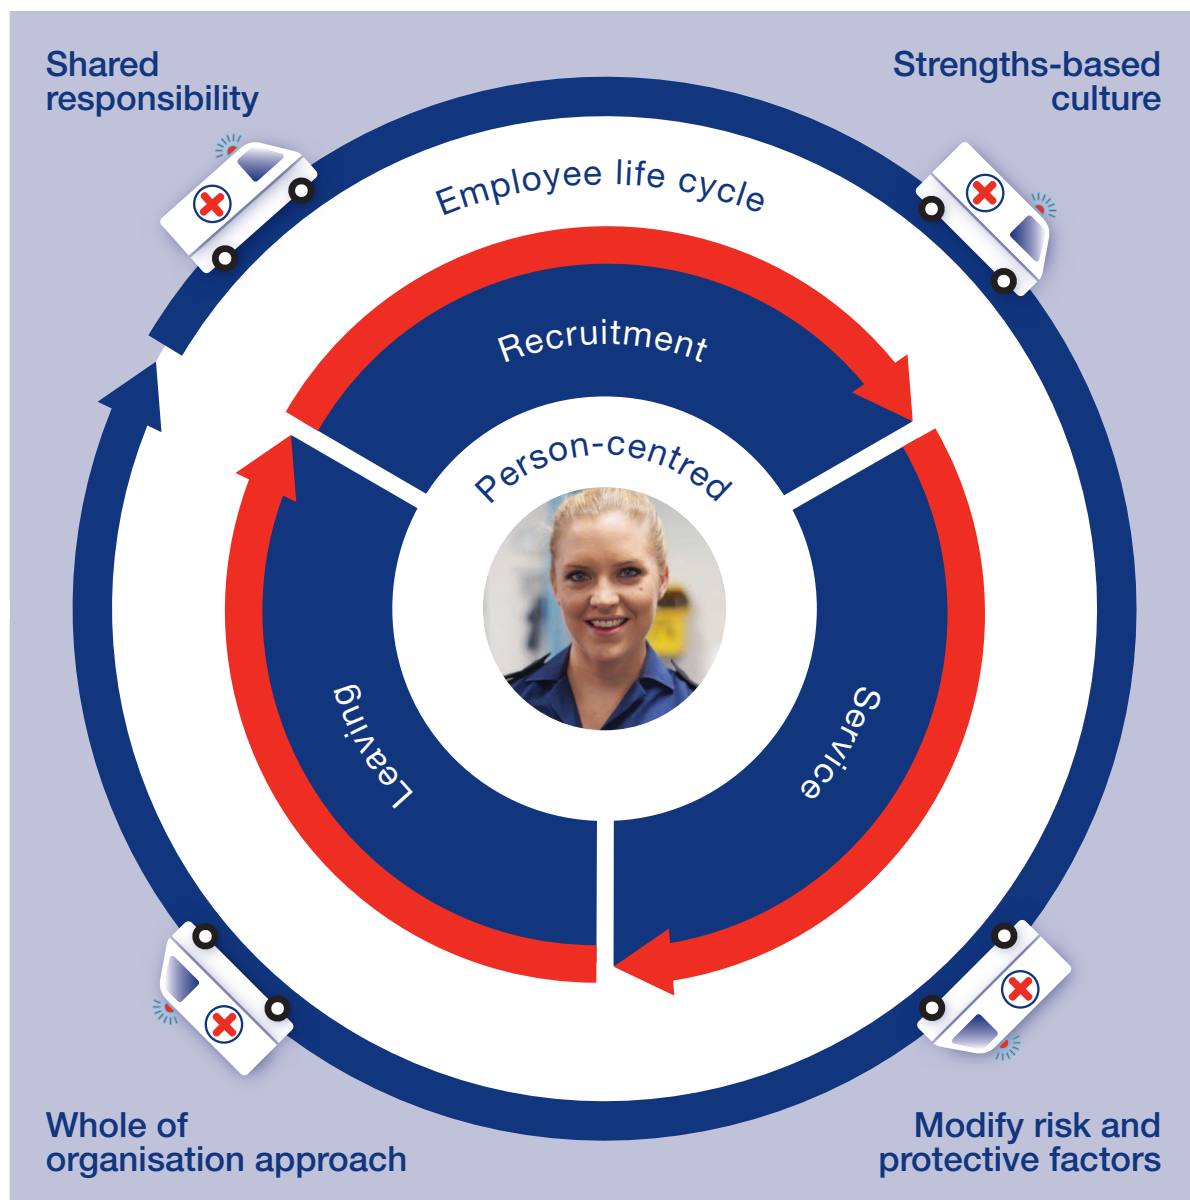 Shared
responsibility
Strengths-based
culture
Employee life cycle
Recruitment
Person-centred
Leaving
Service
Whole of
organisation approach
Modify risk and
protective factors